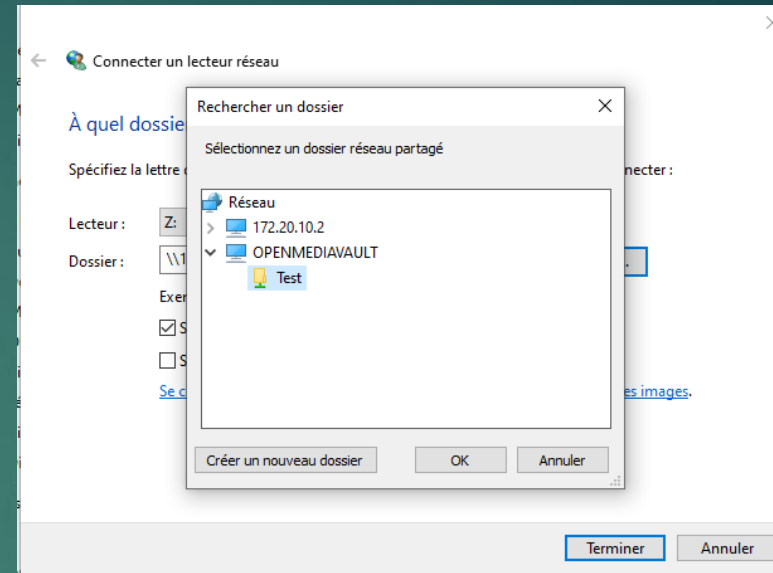 Connecter un lecteur réseau
À quel dossie
Rechercher un dossier
Sélectionnez un dossier réseau partagé
Spécifiez la lettre
necter :
Réseau
Lecteur :
Z:
172.20.10.2
Dossier :
\\1
OPENMEDIAVAULT
Test
Exer
S
S
Se c
es images.
Créer un nouveau dossier
OK
Annuler
Terminer
Annuler